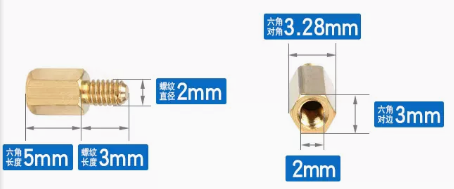 六角
对角 3.28mm
螺纹
直径 2mm
六角
对边 3mm
六角
长度 5mm
螺纹
长度 3mm
2mm